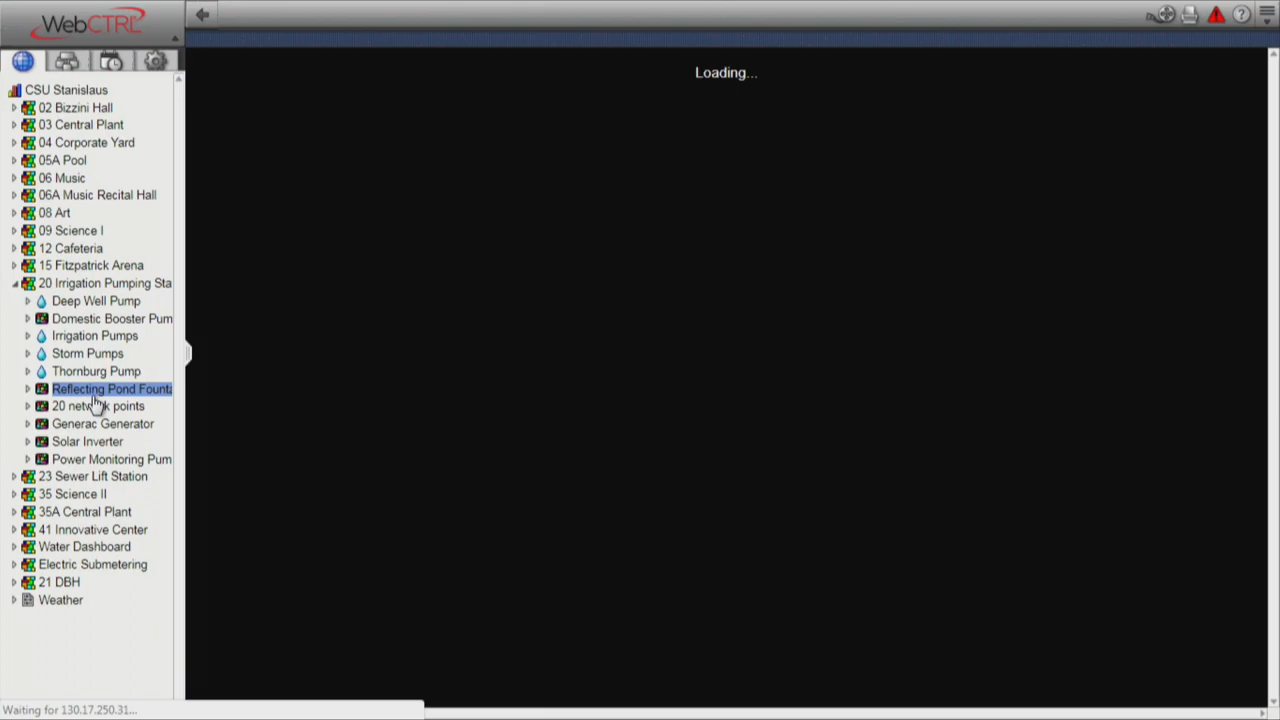 WebCTRL
Loading...
CSU Stanislaus
02 Bizzini Hall
03 Central Plant
04 Corporate Yard
05A Pool
06 Music
06A Music Recital Hall
08 Art
09 Science I
12 Cafeteria
15 Fitzpatrick Arena
20 Irrigation Pumping Sta
Deep Well Pump
Domestic Booster Pum
Irrigation Pumps
Storm Pumps
Thornburg Pump
Reflecting Pond Founta
20 network points
Generac Generator
Solar Inverter
Power Monitoring Pum
23 Sewer Lift Station
35 Science II
35A Central Plant
41 Innovative Center
Water Dashboard
Electric Submetering
21 DBH
Weather
Waiting for 130.17.250.31...